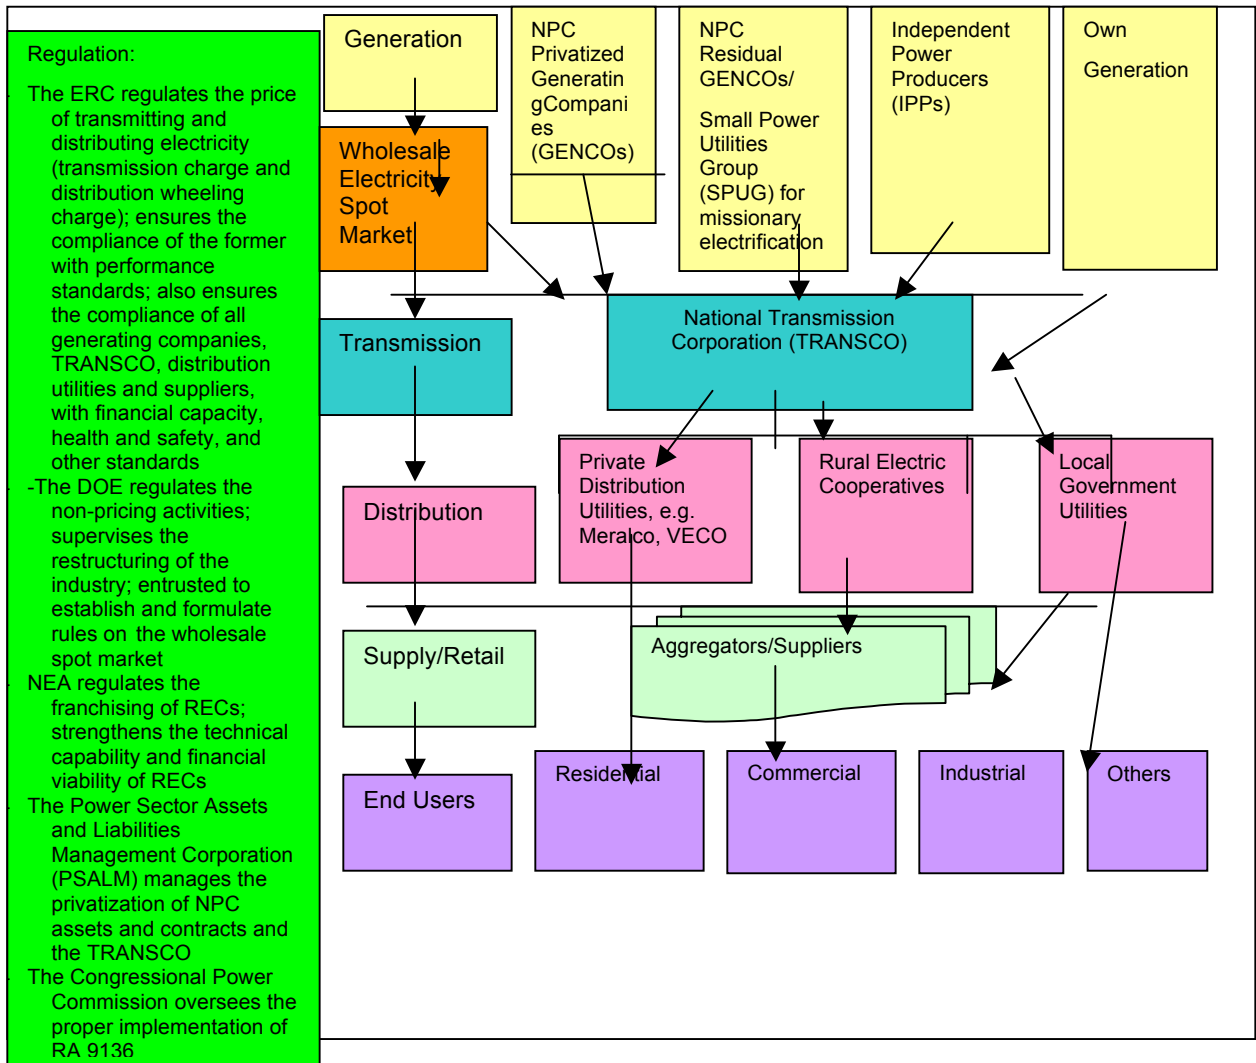 Regulation:
The ERC regulates the price
of transmitting and
distributing electricity
(transmission charge and
distribution wheeling
charge); ensures the
compliance of the former
with performance
standards; also ensures
the compliance of all
generating companies,
TRANSCO, distribution
utilities and suppliers,
with financial capacity,
health and safety, and
other standards
-The DOE regulates the
non-pricing activities;
supervises the
restructuring of the
industry; entrusted to
establish and formulate
rules on the wholesale
spot market
NEA regulates the
franchising of RECs;
strengthens the technical
capability and financial
viability of RECs
The Power Sector Assets
and Liabilities
Management Corporation
(PSALM) manages the
privatization of NPC
assets and contracts and
the TRANSCO
The Congressional Power
Commission oversees the
proper implementation of
RA 9136
Generation
NPC
Privatized
Generatin
gCompani
es
(GENCOs)
NPC
Residual
GENCOs/
Small Power
Utilities
Group
(SPUG) for
missionary
electrification
Independent
Power
Producers
(IPPs)
Own
Generation
Wholesale
Electricity
Spot
Market
Transmission
National Transmission
Corporation (TRANSCO)
Distribution
Private
Distribution
Utilities, e.g.
Meralco, VECO
Rural Electric
Cooperatives
Local
Government
Utilities
Supply/Retail
Aggregators/Suppliers
End Users
Residential
Commercial
Industrial
Others